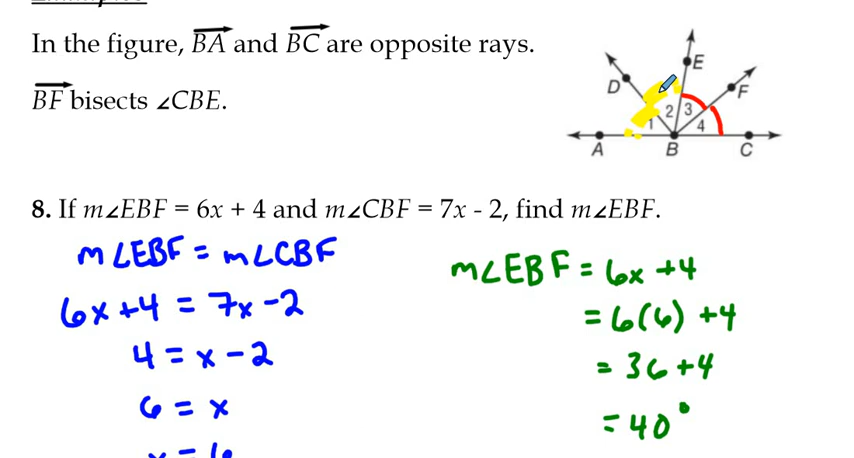 In the figure, BA and BC are opposite rays.
BF bisects ∠CBE.
E
D
F
2 3
1 4
A B C
8. If m∠EBF = 6x + 4 and m∠CBF = 7x - 2, find m∠EBF.
m∠EBF = m∠CBF
6x + 4 = 7x - 2
4 = x - 2
6 = x
x = 6
m∠EBF = 6x + 4
= 6(6) + 4
= 36 + 4
= 40°